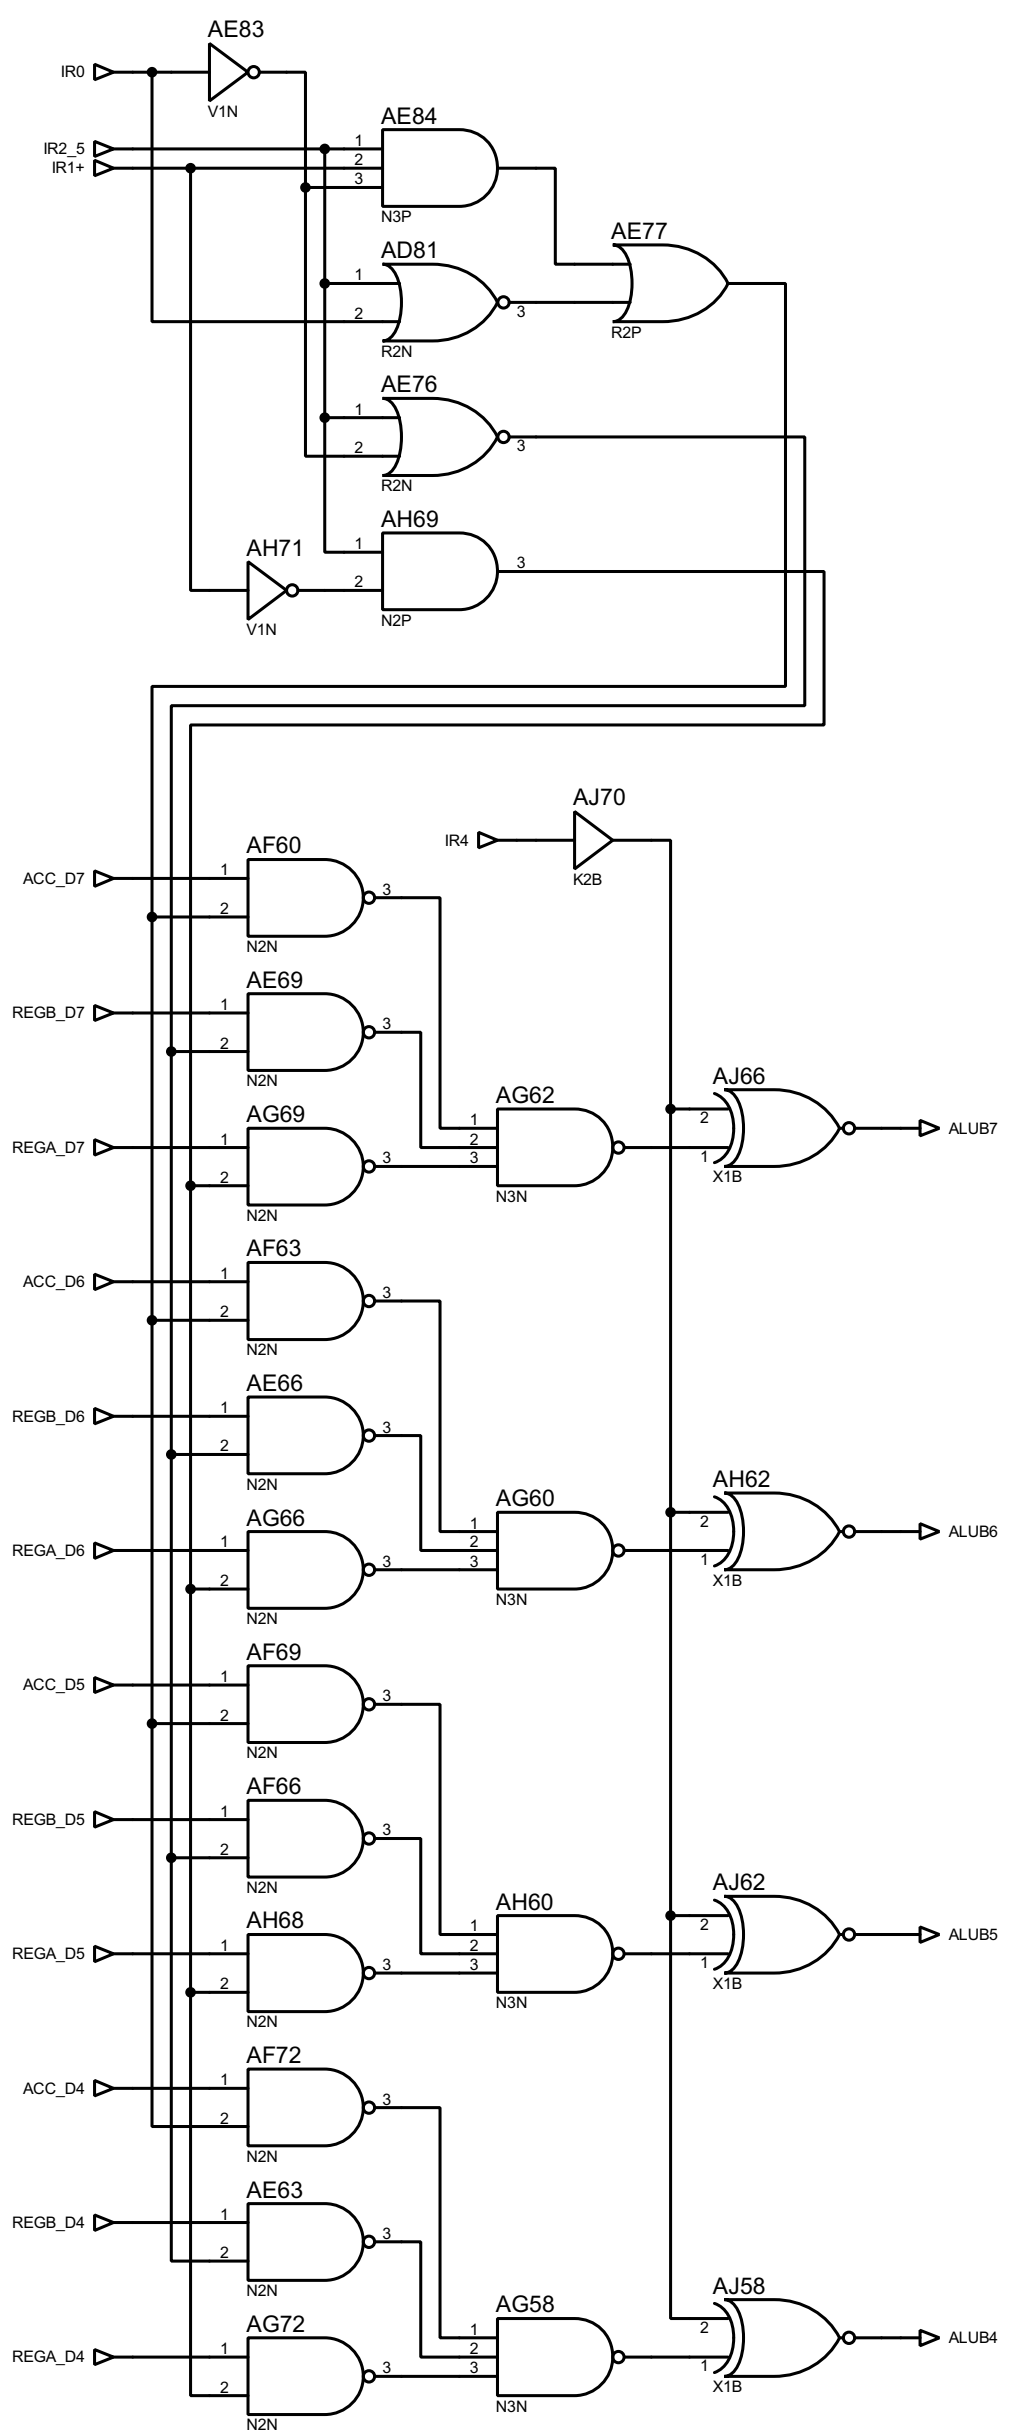 AE83
IR0
V1N
AE84
IR2_5
1
IR1+
2
3
N3P
AD81
AE77
1
2
3
R2N
R2P
AE76
1
2
3
R2N
AH69
AH71
1
3
2
V1N
N2P
AJ70
IR4
K2B
AF60
ACC_D7
1
3
2
N2N
AE69
REGB_D7
1
3
2
N2N
AJ66
AG62
2
ALUB7
1
2
3
1
N3N
X1B
AG69
REGA_D7
1
3
2
N2N
AF63
ACC_D6
1
3
2
N2N
AE66
REGB_D6
1
3
2
N2N
AH62
AG60
2
ALUB6
1
2
3
1
N3N
X1B
AG66
REGA_D6
1
3
2
N2N
AF69
ACC_D5
1
3
2
N2N
AF66
REGB_D5
1
3
2
N2N
AJ62
AH60
2
ALUB5
1
2
3
1
N3N
X1B
AH68
REGA_D5
1
3
2
N2N
AF72
ACC_D4
1
3
2
N2N
AE63
REGB_D4
1
3
2
N2N
AJ58
AG58
2
ALUB4
1
2
3
1
N3N
X1B
AG72
REGA_D4
1
3
2
N2N